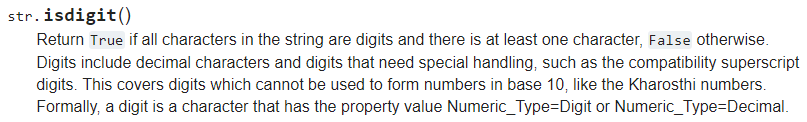 str.isdigit()
Return True if all characters in the string are digits and there is at least one character, False otherwise.
Digits include decimal characters and digits that need special handling, such as the compatibility superscript
digits. This covers digits which cannot be used to form numbers in base 10, like the Kharosthi numbers.
Formally, a digit is a character that has the property value Numeric_Type=Digit or Numeric_Type=Decimal.